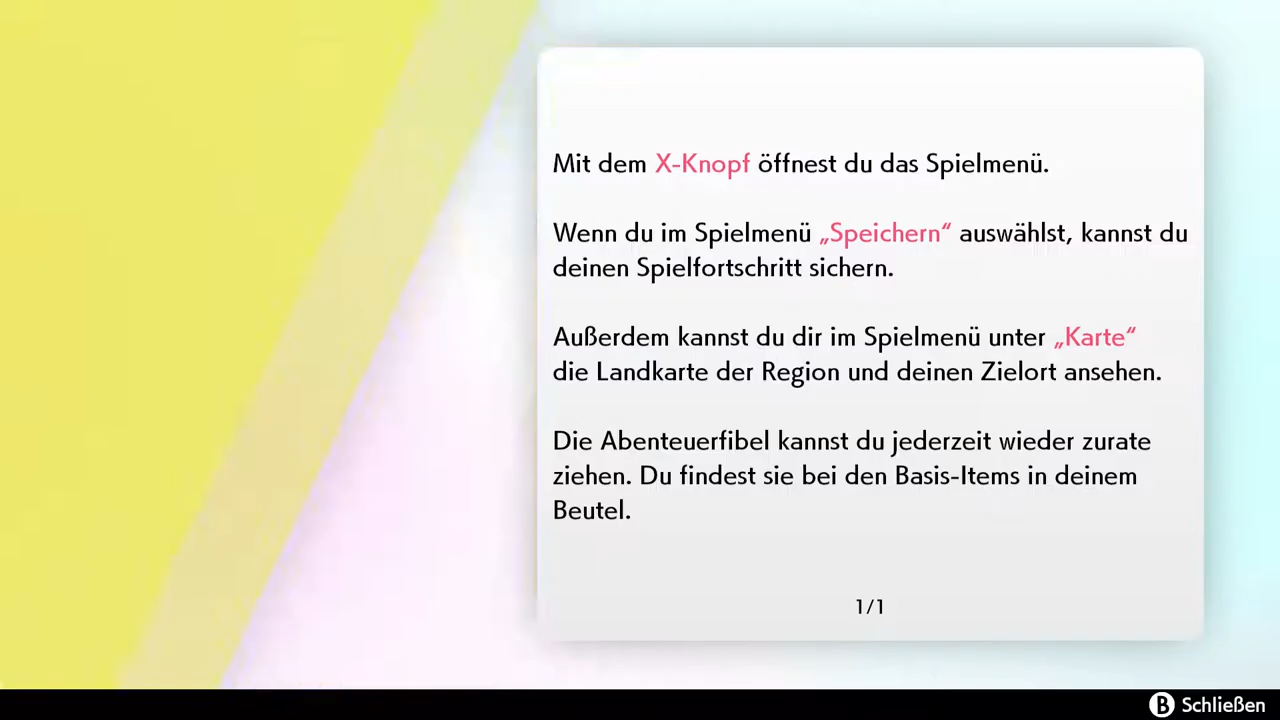 Mit dem X-Knopf öffnest du das Spielmenü.
Wenn du im Spielmenü „Speichern“ auswählst, kannst du
deinen Spielfortschritt sichern.
Außerdem kannst du dir im Spielmenü unter „Karte“
die Landkarte der Region und deinen Zielort ansehen.
Die Abenteuerfibel kannst du jederzeit wieder zurate
ziehen. Du findest sie bei den Basis-Items in deinem
Beutel.
1/1
B Schließen